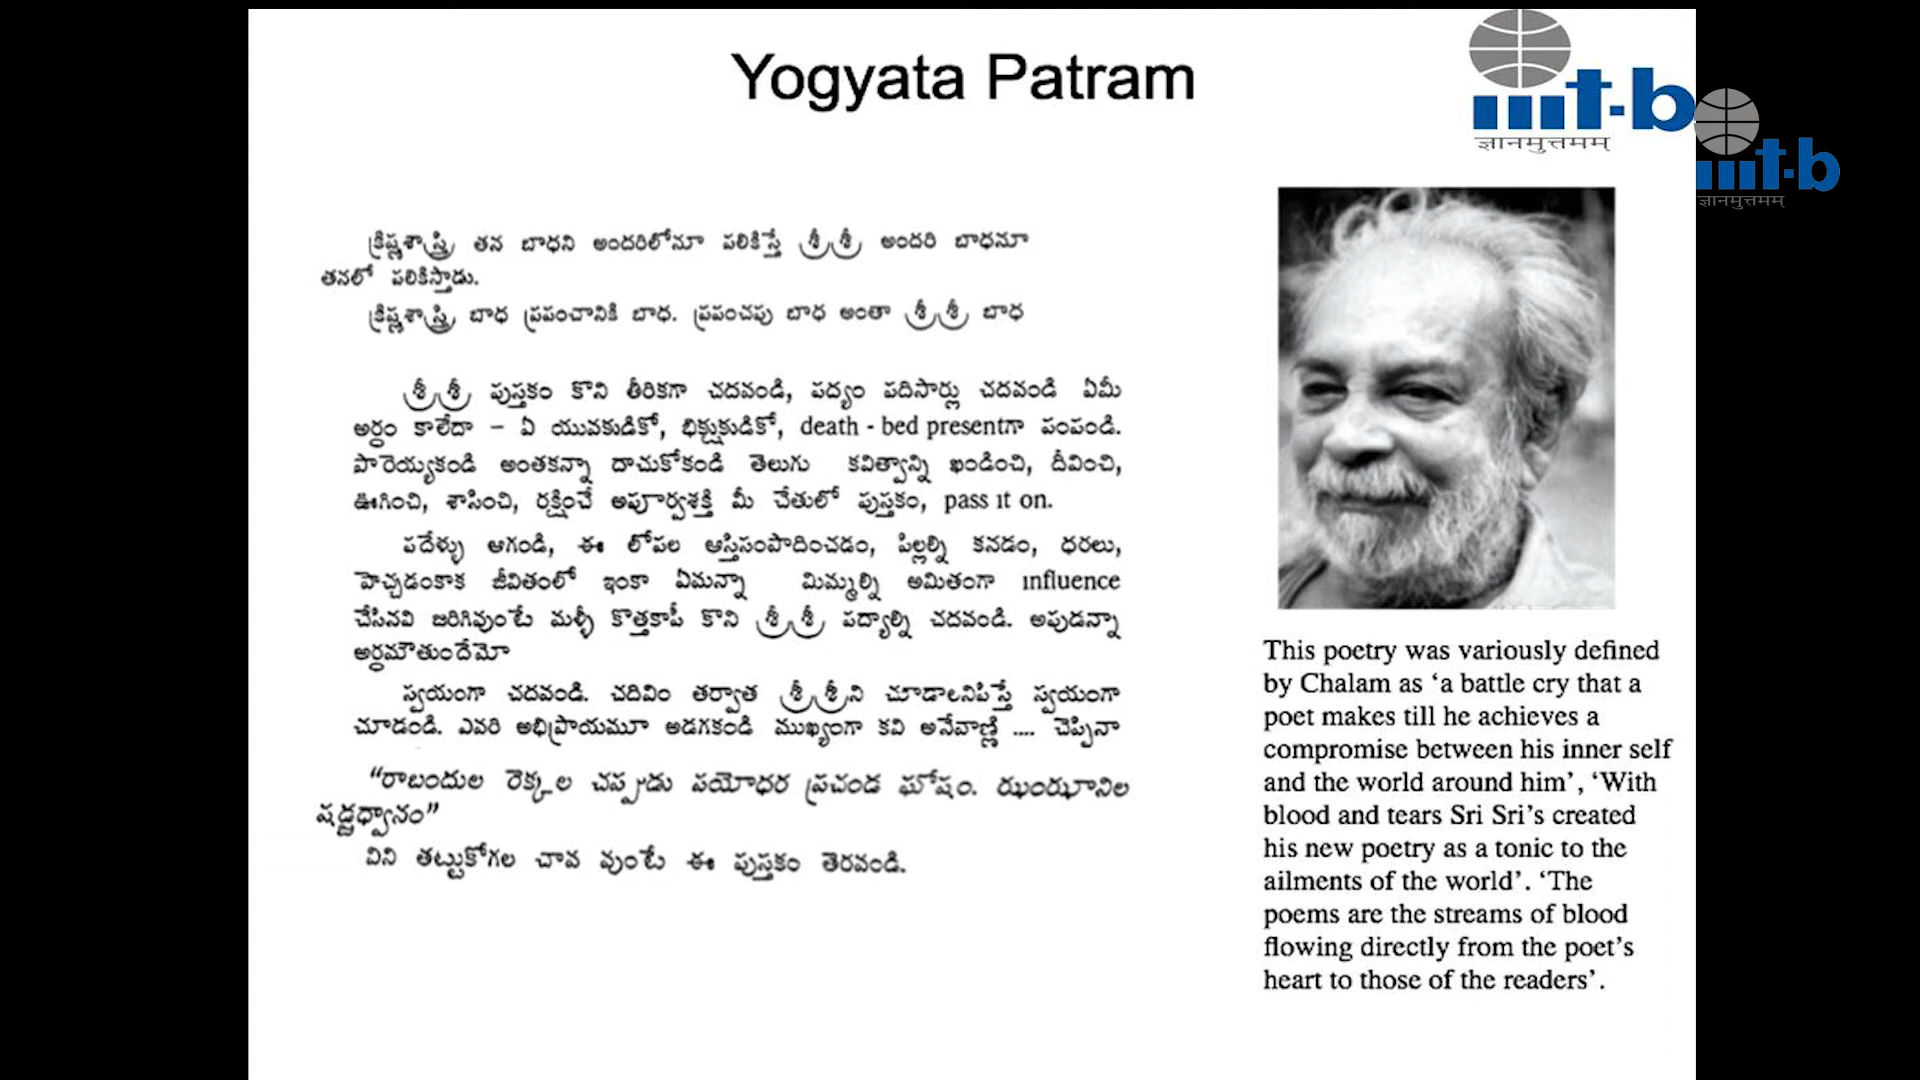 Yogyata Patram
iiit-b
ज्ञानमुत्तमम्
iiit-b
ज्ञानमुत्तमम्
క్రిష్ణశాస్త్రి తన బాధని అందరిలోనూ పలికిస్తే శ్రీశ్రీ అందరి బాధనూ
తనలో పలికిస్తాడు.
క్రిష్ణశాస్త్రి బాధ ప్రపంచానికి బాధ. ప్రపంచపు బాధ అంతా శ్రీశ్రీ బాధ
శ్రీశ్రీ పుస్తకం కొని తీరికగా చదవండి, పద్యం పదిసార్లు చదవండి ఏమీ
అర్థం కాలేదా – ఏ యువకుడికో, భిక్షుకుడికో, death - bed presentగా పంపండి.
పారెయ్యకండి అంతకన్నా దాచుకోకండి తెలుగు కవిత్వాన్ని ఖండించి, దీవించి,
ఊగించి, శాసించి, రక్షించే అపూర్వశక్తి మీ చేతులో పుస్తకం, pass it on.
పదేళ్ళు ఆగండి, ఈ లోపల ఆస్తిసంపాదించడం, పిల్లల్ని కనడం, ధరలు,
హెచ్చడంకాక జీవితంలో ఇంకా ఏమన్నా మిమ్మల్ని అమితంగా influence
చేసినవి జరిగివుంటే మళ్ళీ కొత్తకాపీ కొని శ్రీశ్రీ పద్యాల్ని చదవండి. అపుడన్నా
అర్థమౌతుందేమో
స్వయంగా చదవండి. చదివిం తర్వాత శ్రీశ్రీని చూడాలనిపిస్తే స్వయంగా
చూడండి. ఎవరి అభిప్రాయమూ అడగకండి ముఖ్యంగా కవి అనేవాణ్ణి .... చెప్పినా
“రాబందుల రెక్కల చప్పుడు పయోధర ప్రచండ ఘోషం. ఝంఝానిల
షడ్జధ్వానం”
విని తట్టుకోగల చావ వుంటే ఈ పుస్తకం తెరవండి.
This poetry was variously defined
by Chalam as ‘a battle cry that a
poet makes till he achieves a
compromise between his inner self
and the world around him’, ‘With
blood and tears Sri Sri’s created
his new poetry as a tonic to the
ailments of the world’. ‘The
poems are the streams of blood
flowing directly from the poet’s
heart to those of the readers’.